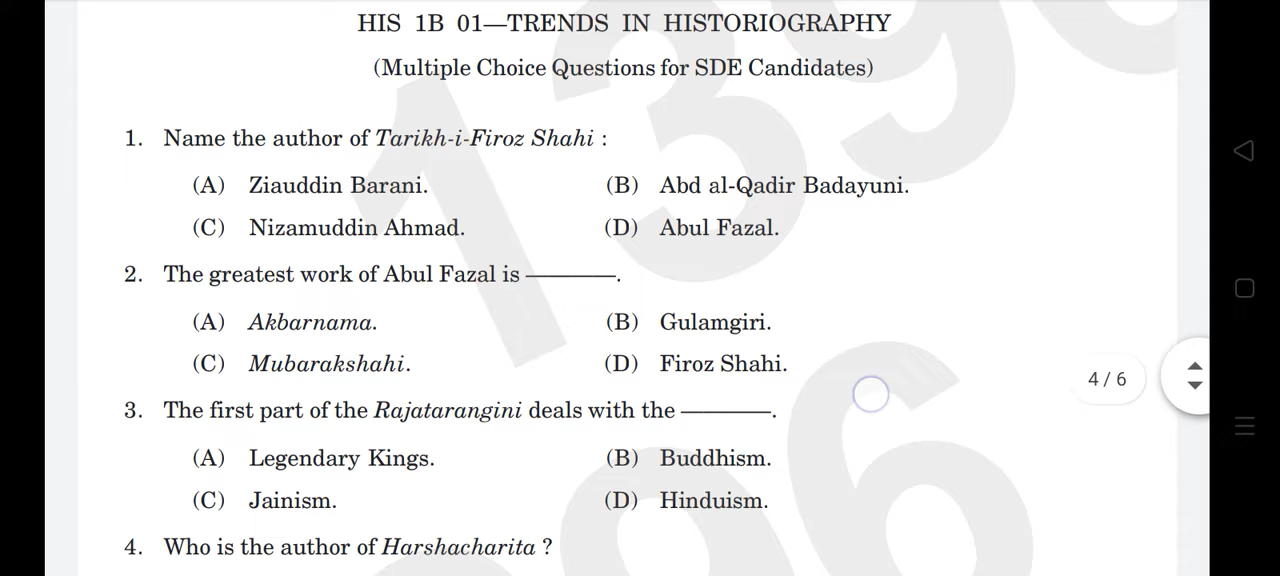 HIS 1B 01—TRENDS IN HISTORIOGRAPHY
(Multiple Choice Questions for SDE Candidates)
1. Name the author of Tarikh-i-Firoz Shahi :
(A) Ziauddin Barani. (B) Abd al-Qadir Badayuni.
(C) Nizamuddin Ahmad. (D) Abul Fazal.
2. The greatest work of Abul Fazal is ———.
(A) Akbarnama. (B) Gulamgiri.
(C) Mubarakshahi. (D) Firoz Shahi.
3. The first part of the Rajatarangini deals with the ———.
(A) Legendary Kings. (B) Buddhism.
(C) Jainism. (D) Hinduism.
4. Who is the author of Harshacharita ?
4 / 6